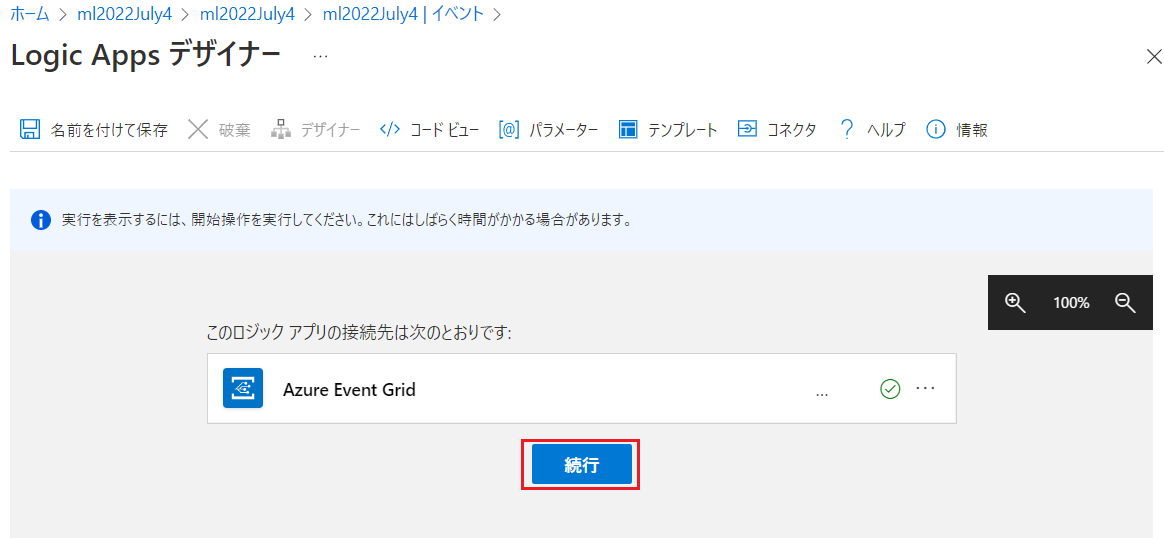 ホーム > ml2022July4 > ml2022July4 > ml2022July4 | イベント >
Logic Apps デザイナー ...
名前を付けて保存 破棄 デザイナー </> コード ビュー [@] パラメーター テンプレート コネクタ ? ヘルプ 情報
実行を表示するには、開始操作を実行してください。これにはしばらく時間がかかる場合があります。
100%
このロジック アプリの接続先は次のとおりです:
Azure Event Grid ... ...
続行